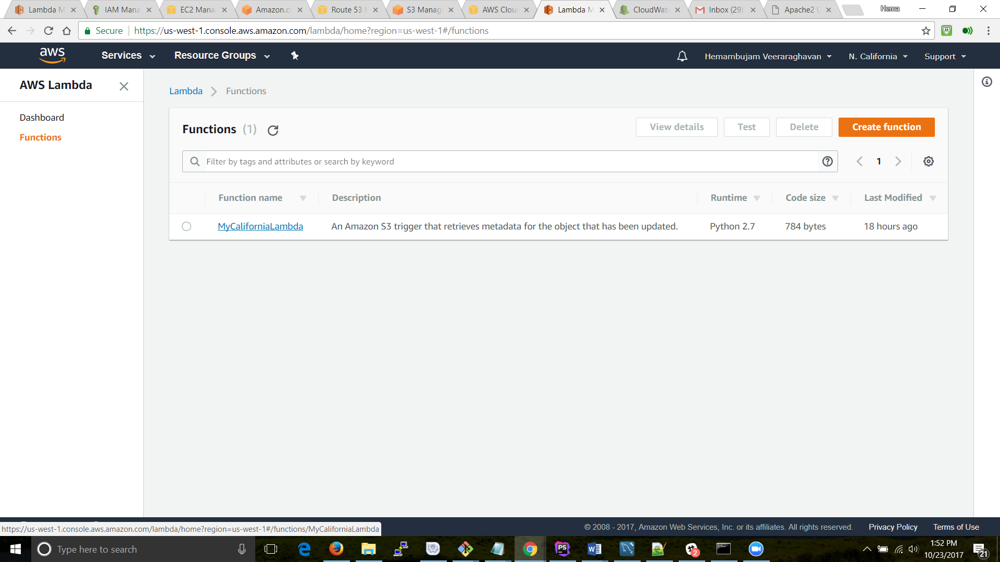 Lambda M
IAM Mana
EC2 Mana
Amazon.c
Route 53
S3 Manag
AWS Clou
Lambda M
CloudWat
Inbox (29)
Apache2 U
Hema
Secure
https://us-west-1.console.aws.amazon.com/lambda/home?region=us-west-1#/functions
aws
Services
Resource Groups
Hemambujam Veeraraghavan
N. California
Support
AWS Lambda
Dashboard
Functions
Lambda
Functions
Functions (1)
View details
Test
Delete
Create function
Filter by tags and attributes or search by keyword
1
Function name
Description
Runtime
Code size
Last Modified
MyCaliforniaLambda
An Amazon S3 trigger that retrieves metadata for the object that has been updated.
Python 2.7
784 bytes
18 hours ago
https://us-west-1.console.aws.amazon.com/lambda/home?region=us-west-1#/functions/MyCaliforniaLambda
© 2008 - 2017, Amazon Web Services, Inc. or its affiliates. All rights reserved.
Privacy Policy
Terms of Use
Type here to search
PS
2
1:52 PM
10/23/2017
21